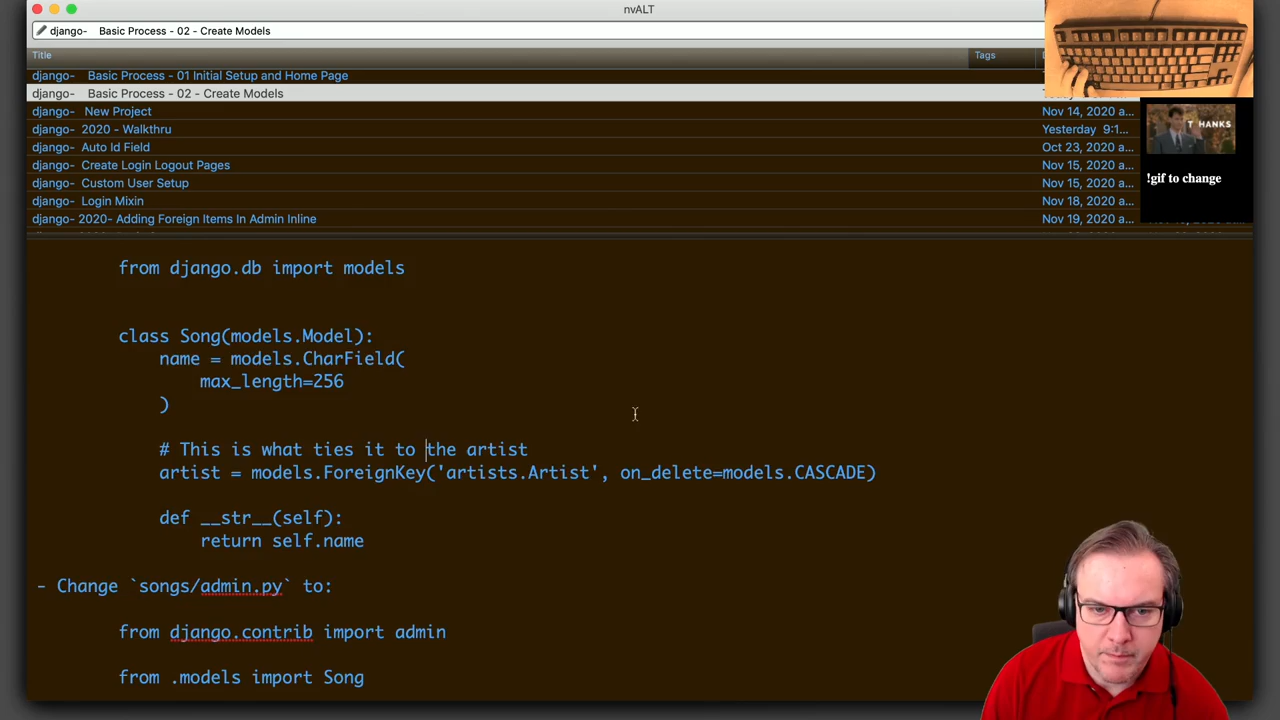 nvALT
django- Basic Process - 02 - Create Models
Title
Tags
django- Basic Process - 01 Initial Setup and Home Page
django- Basic Process - 02 - Create Models
django- New Project
Nov 14, 2020 a...
django- 2020 - Walkthru
Yesterday 9:1...
django- Auto Id Field
Oct 23, 2020 a...
django- Create Login Logout Pages
Nov 15, 2020 a...
django- Custom User Setup
Nov 15, 2020 a...
django- Login Mixin
Nov 18, 2020 a...
django- 2020- Adding Foreign Items In Admin Inline
Nov 19, 2020 a...
T HANKS
!gif to change
from django.db import models
class Song(models.Model):
name = models.CharField(
max_length=256
)
# This is what ties it to the artist
artist = models.ForeignKey('artists.Artist', on_delete=models.CASCADE)
def __str__(self):
return self.name
- Change `songs/admin.py` to:
from django.contrib import admin
from .models import Song